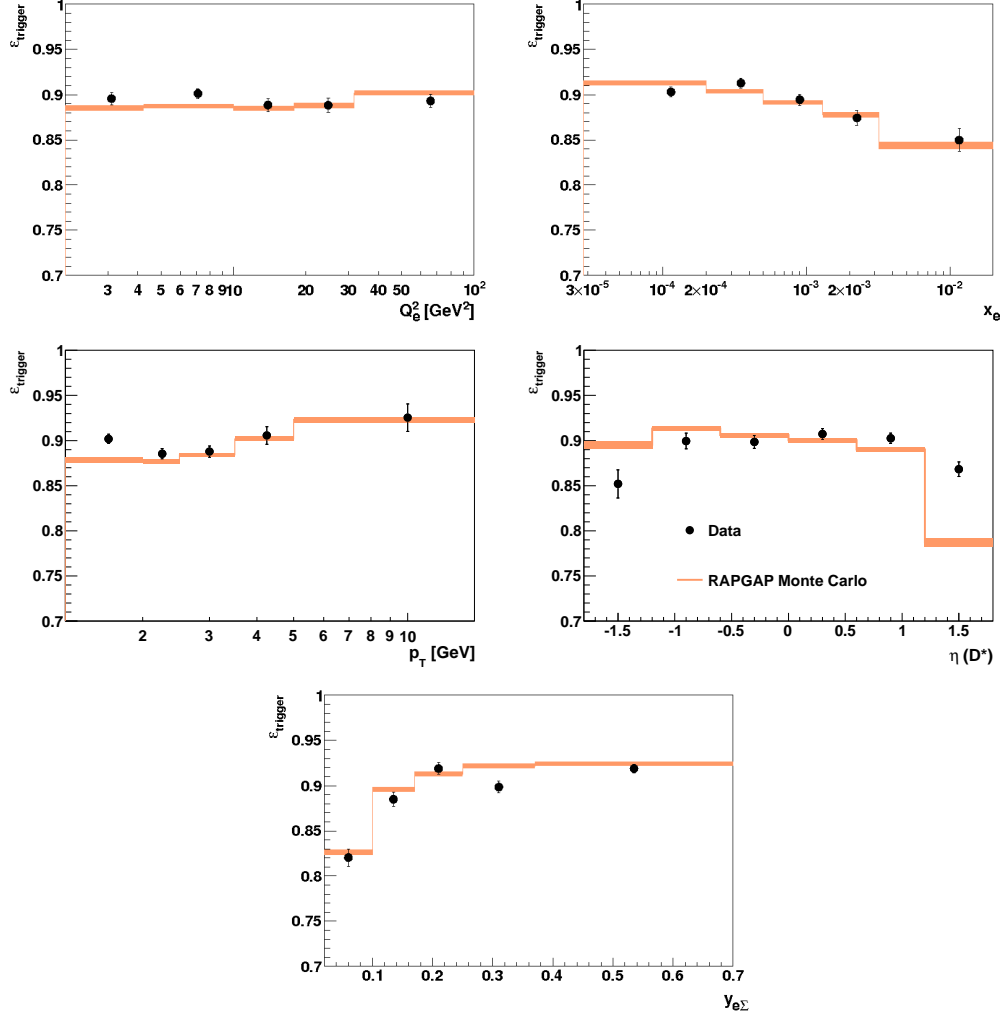 ε_trigger
1
0.95
0.9
0.85
0.8
0.7
3 4 5 6 7 8 9 10 20 30 40 50 10²
Q²_e [GeV²]
ε_trigger
1
0.95
0.9
0.85
0.8
0.7
3×10⁻⁵ 10⁻⁴ 2×10⁻⁴ 10⁻³ 2×10⁻³ 10⁻²
x_e
ε_trigger
1
0.95
0.9
0.85
0.8
0.75
0.7
2 3 4 5 6 7 8 9 10
p_T [GeV]
ε_trigger
1
0.95
0.9
0.85
0.8
0.75
0.7
Data
RAPGAP Monte Carlo
-1.5 -1 -0.5 0 0.5 1 1.5
η (D*)
ε_trigger
1
0.95
0.9
0.85
0.8
0.75
0.7
0.1 0.2 0.3 0.4 0.5 0.6 0.7
y_eΣ